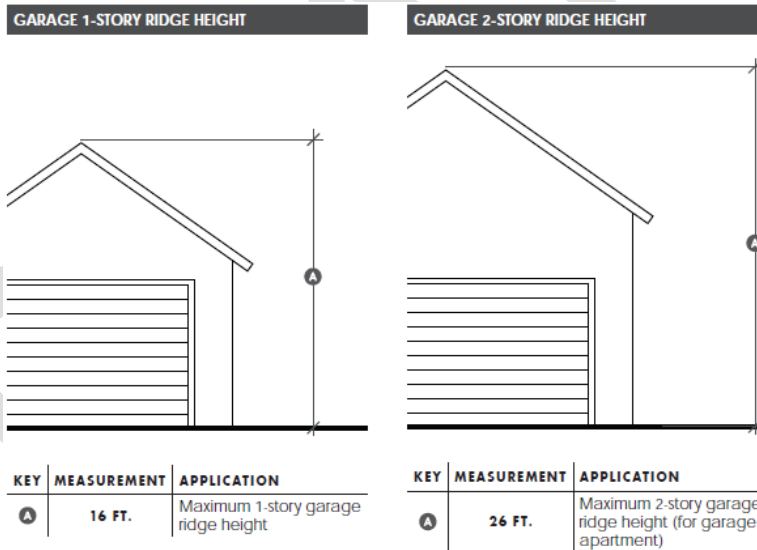 GARAGE 1-STORY RIDGE HEIGHT
A
KEY MEASUREMENT APPLICATION
A 16 FT. Maximum 1-story garage
ridge height
GARAGE 2-STORY RIDGE HEIGHT
A
KEY MEASUREMENT APPLICATION
A 26 FT. Maximum 2-story garage
ridge height (for garage
apartment)